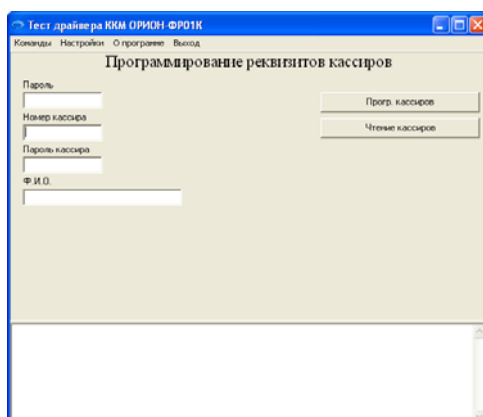 Тест драйвера ККМ ОРИОН-ФР01К
Команды Настройки О программе Выход
Программирование реквизитов кассиров
Пароль
Прогр. кассиров
Номер кассира
Чтение кассиров
Пароль кассира
Ф.И.О.